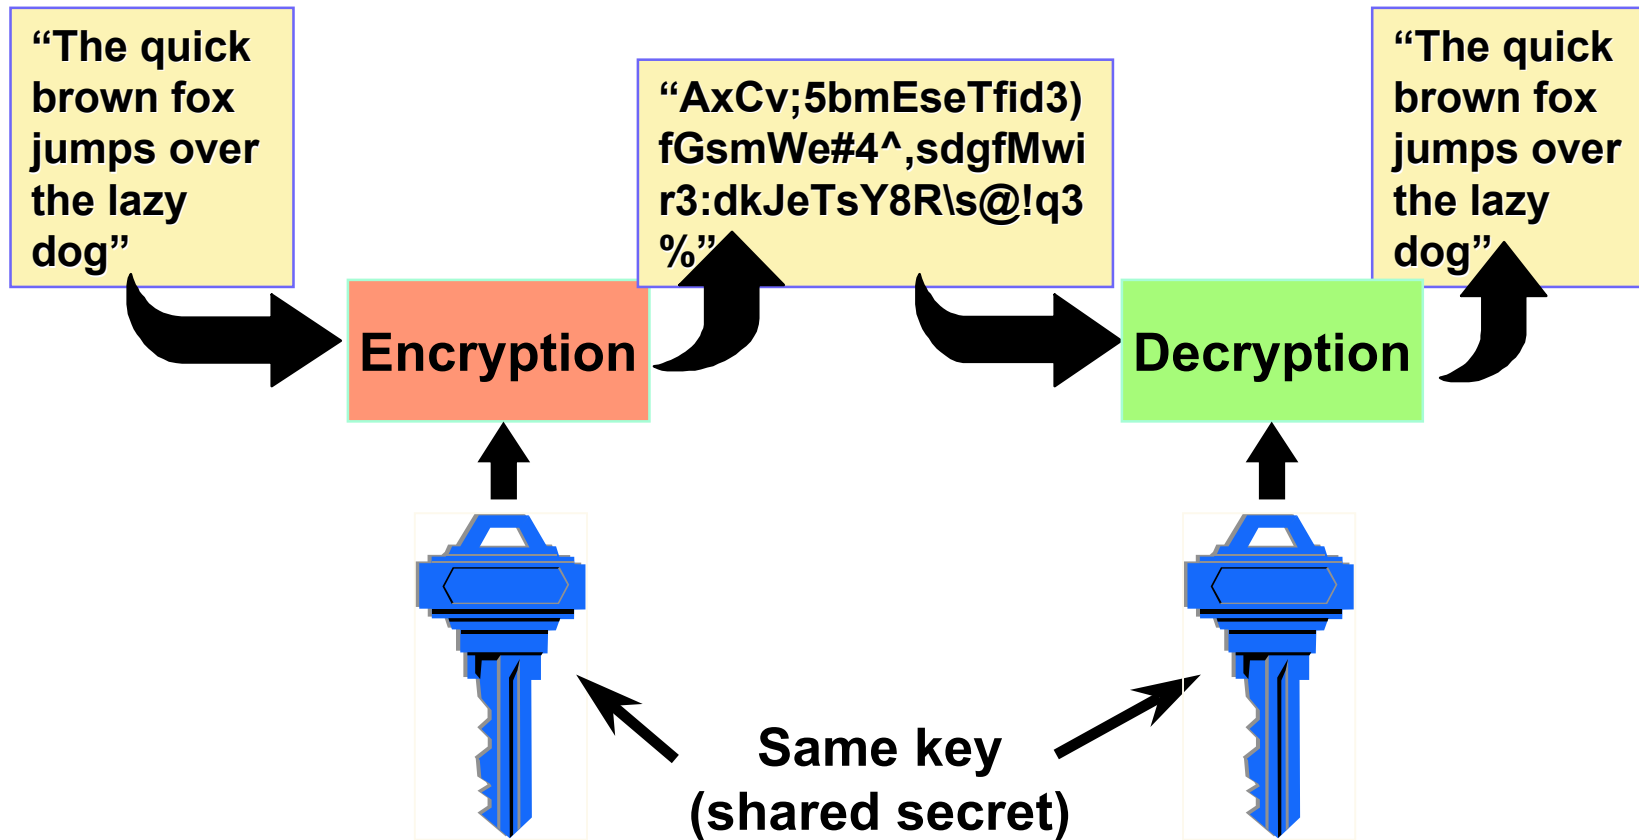 “The quick
brown fox
jumps over
the lazy
dog”
“AxCv;5bmEseTfid3)
fGsmWe#4^,sdgfMwi
r3:dkJeTsY8R\s@!q3
%”
“The quick
brown fox
jumps over
the lazy
dog”
Encryption
Decryption
Same key
(shared secret)